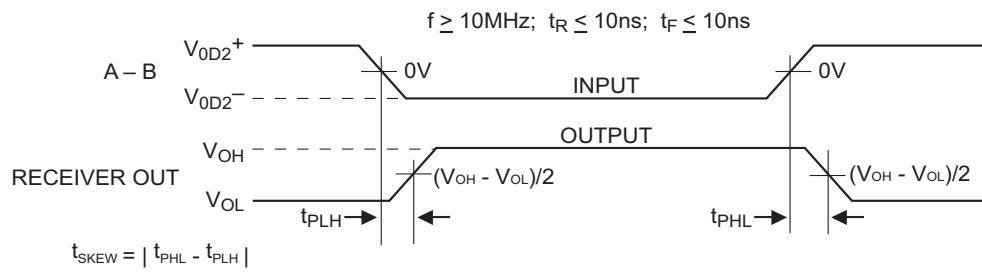 f ≥ 10MHz; tR ≤ 10ns; tF ≤ 10ns
V0D2+
A – B
0V
0V
V0D2–
INPUT
VOH
OUTPUT
RECEIVER OUT
(VOH - VOL)/2
(VOH - VOL)/2
VOL
tPLH
tPHL
tSKEW = | tPHL - tPLH |